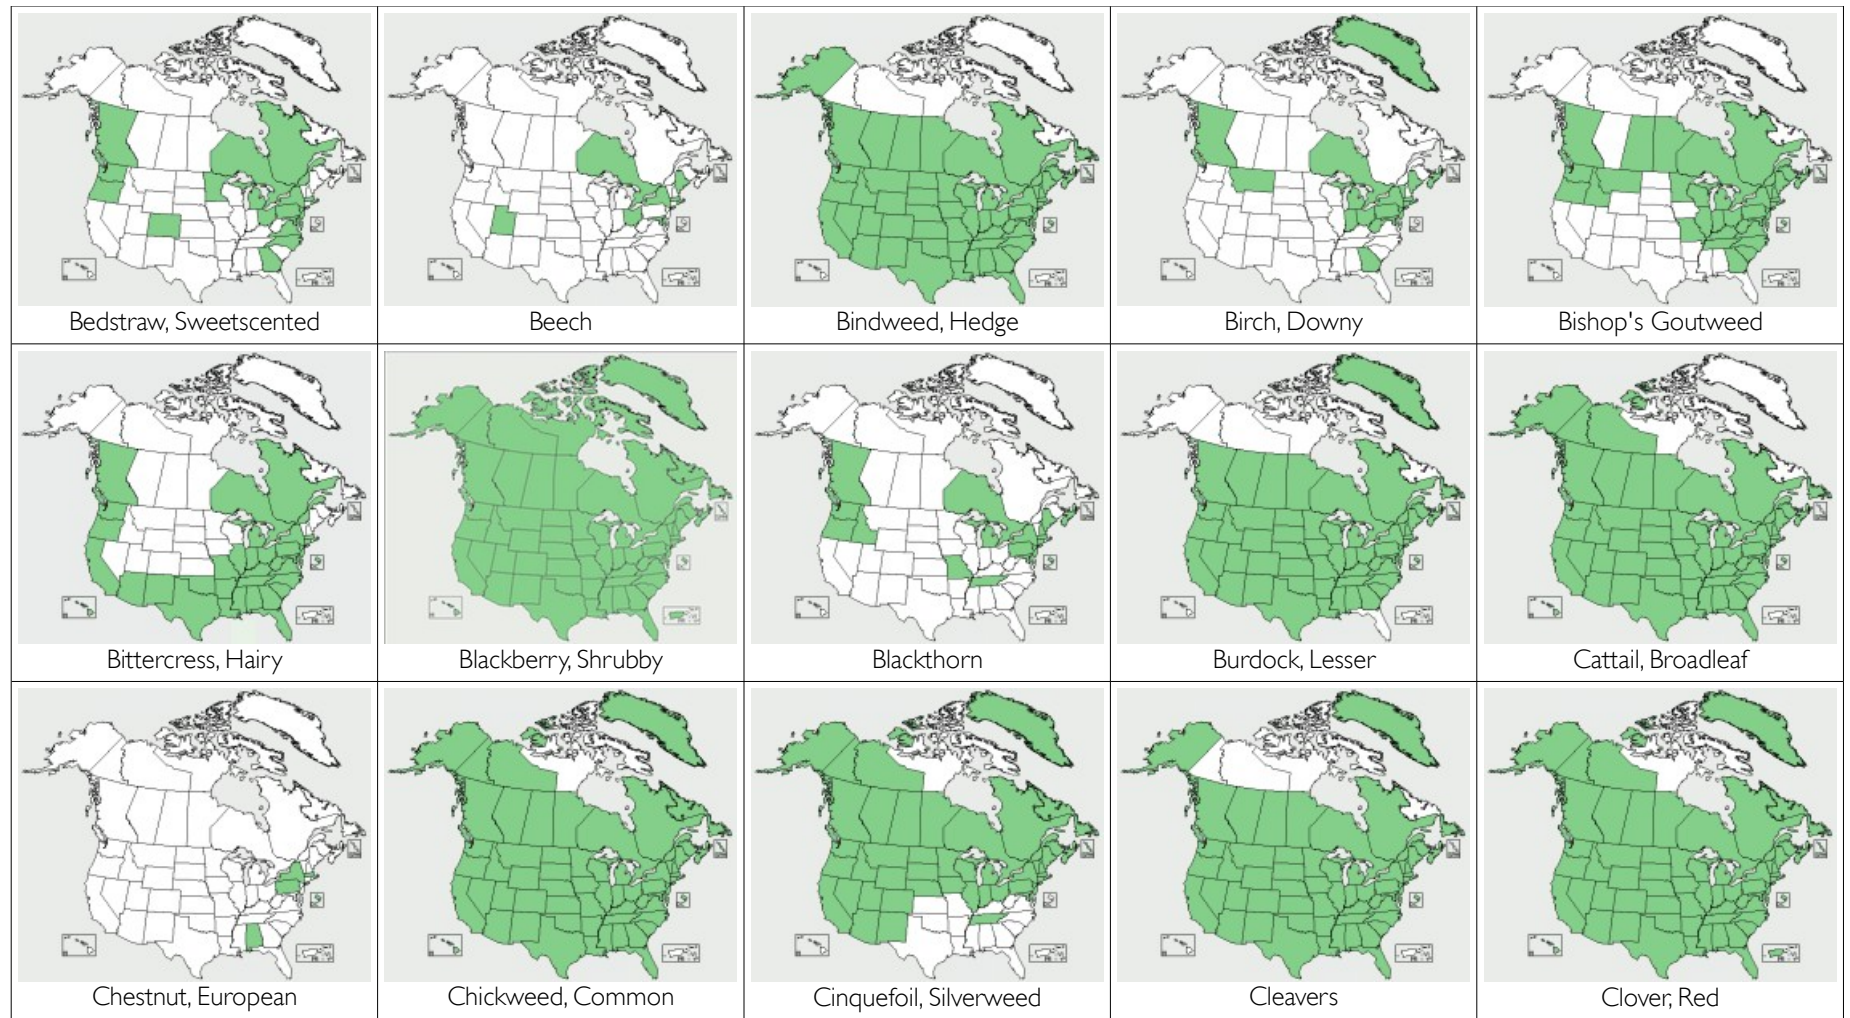 Bedstraw, Sweetscented
Beech
Bindweed, Hedge
Birch, Downy
Bishop's Goutweed
Bittercress, Hairy
Blackberry, Shrubby
Blackthorn
Burdock, Lesser
Cattail, Broadleaf
Chestnut, European
Chickweed, Common
Cinquefoil, Silverweed
Cleavers
Clover, Red